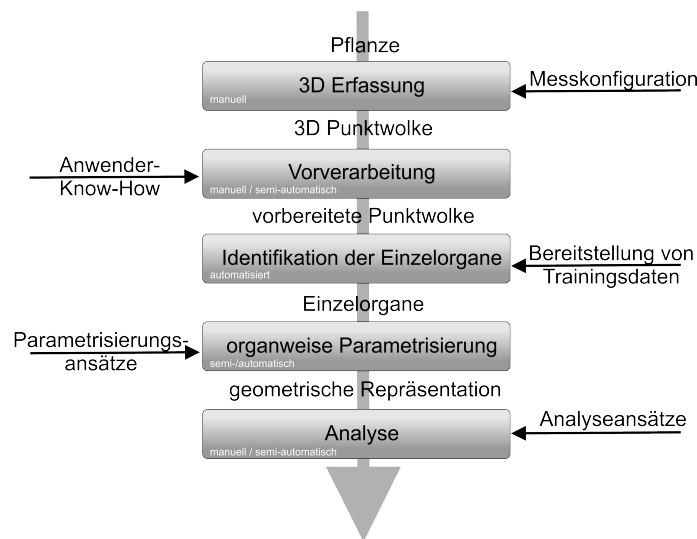 Pflanze
3D Erfassung
manuell
Messkonfiguration
3D Punktwolke
Anwender-
Know-How
Vorverarbeitung
manuell / semi-automatisch
vorbereitete Punktwolke
Identifikation der Einzelorgane
automatisiert
Bereitstellung von
Trainingsdaten
Einzelorgane
Parametrisierungs-
ansätze
organweise Parametrisierung
semi-/automatisch
geometrische Repräsentation
Analyse
manuell / semi-automatisch
Analyseansätze